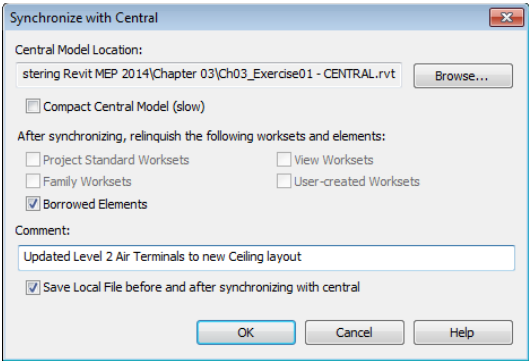 Synchronize with Central
Central Model Location:
stering Revit MEP 2014\Chapter 03\Ch03_Exercise01 - CENTRAL.rvt Browse...
Compact Central Model (slow)
After synchronizing, relinquish the following worksets and elements:
Project Standard Worksets View Worksets
Family Worksets User-created Worksets
Borrowed Elements
Comment:
Updated Level 2 Air Terminals to new Ceiling layout
Save Local File before and after synchronizing with central
OK Cancel Help